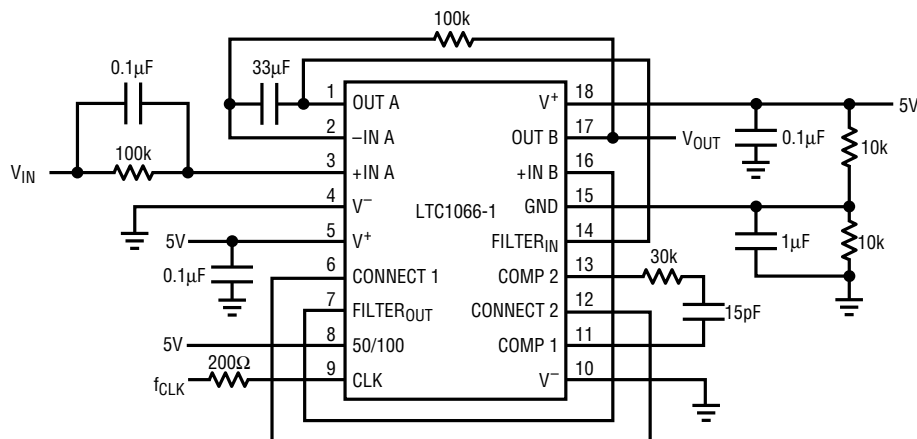 100k
0.1µF
33µF
1
OUT A
V+
18
5V
2
–IN A
OUT B
17
VOUT
0.1µF
10k
VIN
100k
3
+IN A
+IN B
16
4
V–
LTC1066-1
GND
15
5V
5
V+
FILTERIN
14
1µF
10k
0.1µF
6
CONNECT 1
COMP 2
13
30k
7
FILTEROUT
CONNECT 2
12
15pF
5V
8
50/100
COMP 1
11
fCLK
200Ω
9
CLK
V–
10